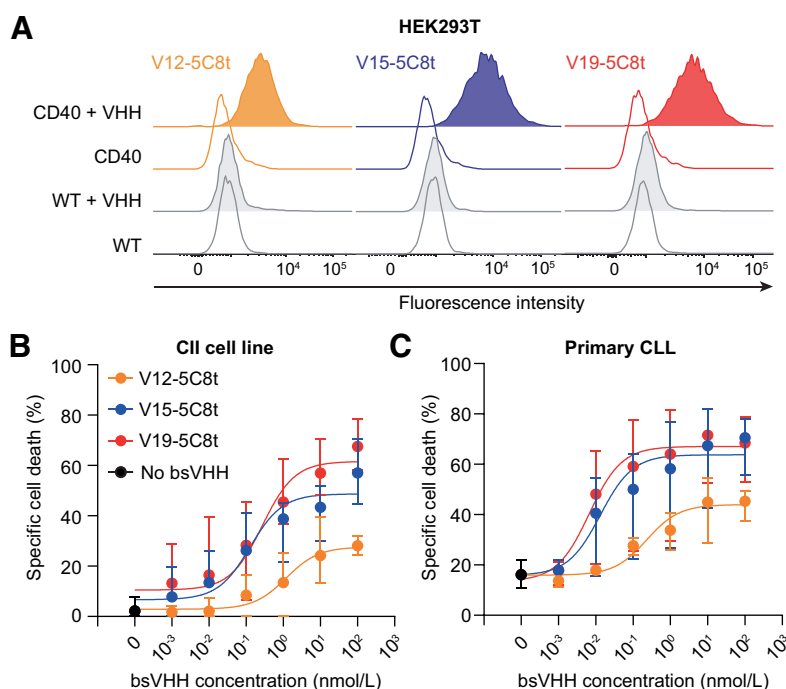 A
HEK293T
V12-5C8t V15-5C8t V19-5C8t
CD40 + VHH
CD40
WT + VHH
WT
0 10⁴ 10⁵ 0 10⁴ 10⁵ 0 10⁴ 10⁵
Fluorescence intensity
B
CII cell line
Specific cell death (%)
100
80
60
40
20
0
V12-5C8t
V15-5C8t
V19-5C8t
No bsVHH
0 10⁻³ 10⁻² 10⁻¹ 10⁰ 10¹ 10² 10³
bsVHH concentration (nmol/L)
C
Primary CLL
Specific cell death (%)
100
80
60
40
20
0
0 10⁻³ 10⁻² 10⁻¹ 10⁰ 10¹ 10² 10³
bsVHH concentration (nmol/L)